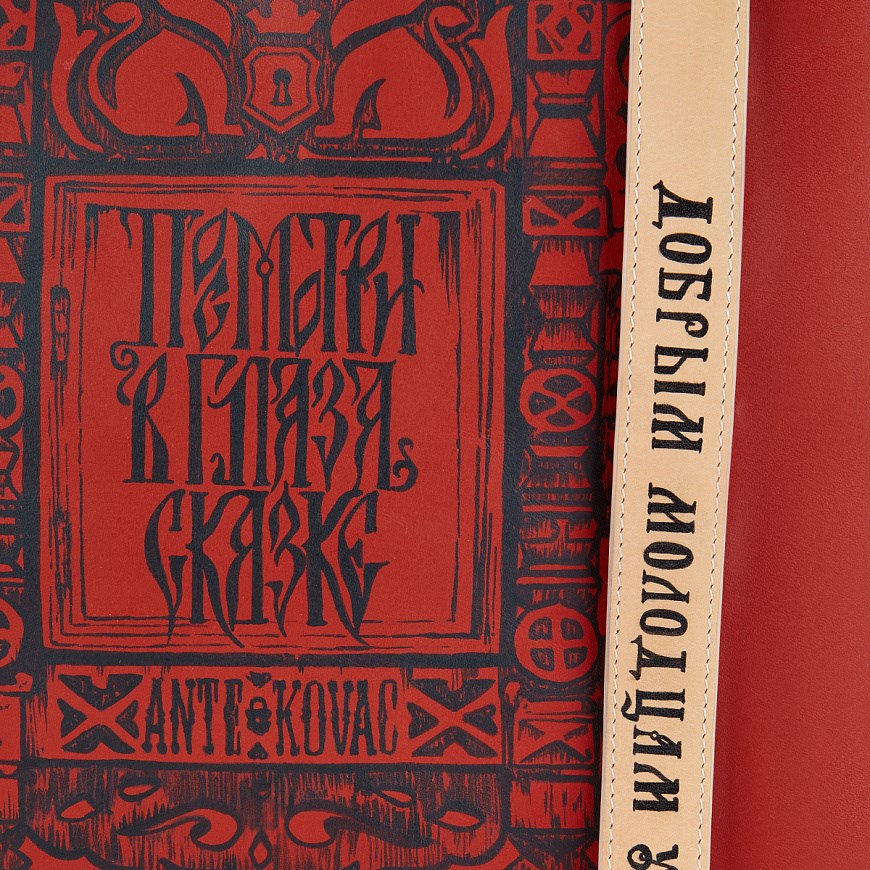 ПОСМОТРИ
В ГЛАЗА
СКАЗКЕ
ANTE KOVAC
ДОБРЫМ МОЛОДЦАМ